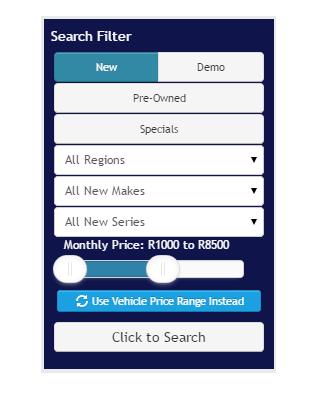 Search Filter
New Demo
Pre-Owned
Specials
All Regions
All New Makes
All New Series
Monthly Price: R1000 to R8500
Use Vehicle Price Range Instead
Click to Search